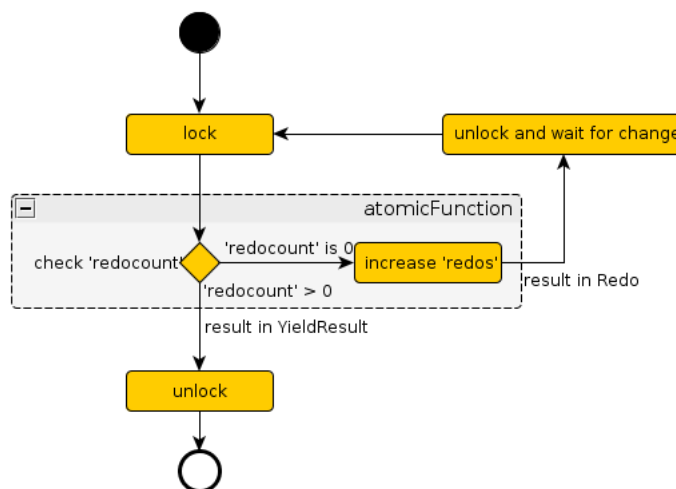 lock
unlock and wait for change
atomicFunction
'redocount' is 0
check 'redocount'
increase 'redos'
result in Redo
'redocount' > 0
result in YieldResult
unlock